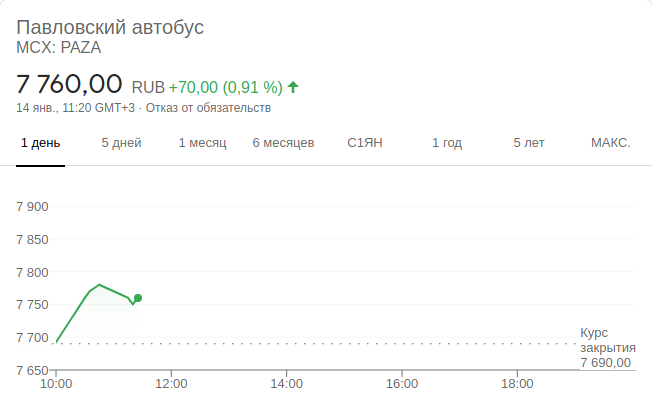 Павловский автобус
MCX: PAZA
7 760,00 RUB +70,00 (0,91 %)
14 янв., 11:20 GMT+3 · Отказ от обязательств
1 день 5 дней 1 месяц 6 месяцев С1ЯН 1 год 5 лет МАКС.
7 900
7 850
7 800
7 750
7 700
Курс
закрытия
7 690,00
7 650
10:00 12:00 14:00 16:00 18:00